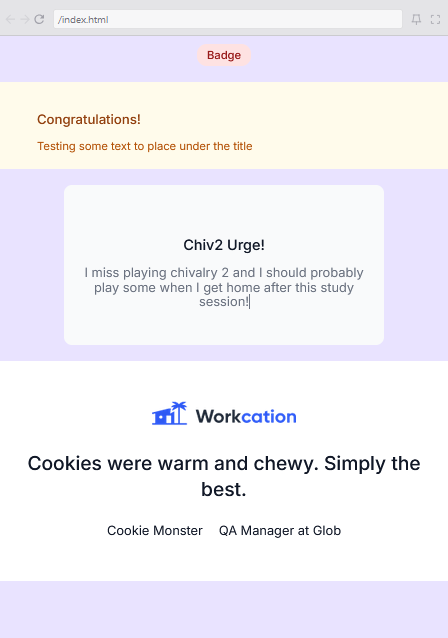 /index.html
Badge
Congratulations!
Testing some text to place under the title
Chiv2 Urge!
I miss playing chivalry 2 and I should probably
play some when I get home after this study
session!
Workcation
Cookies were warm and chewy. Simply the
best.
Cookie Monster QA Manager at Glob